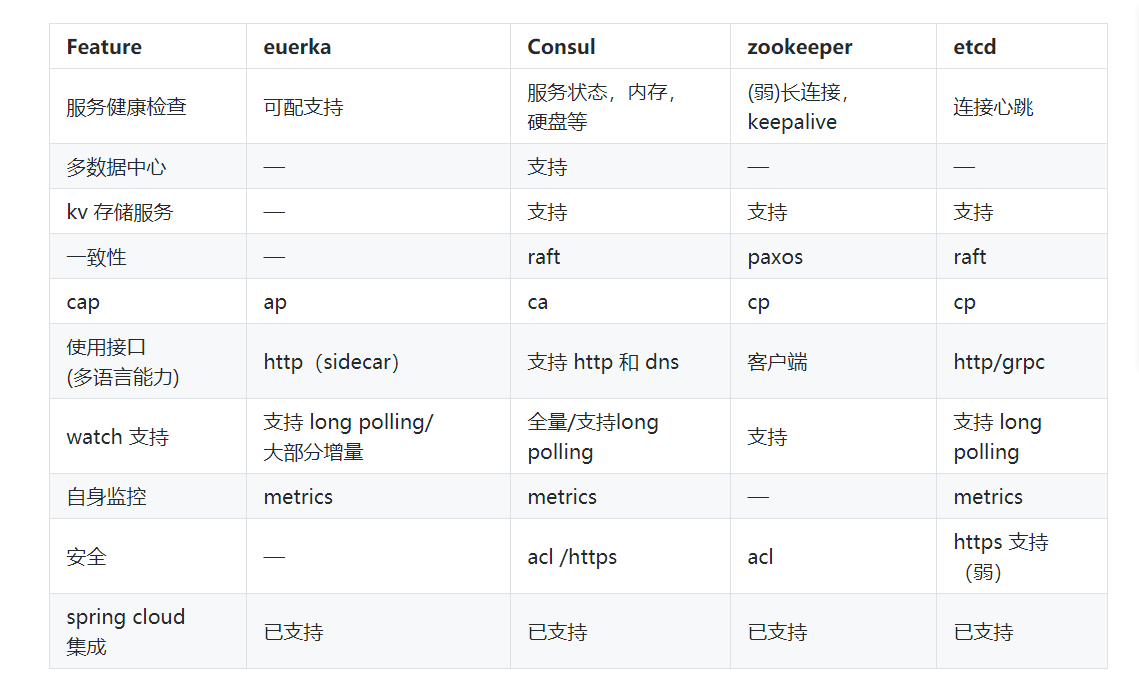 Feature euerka Consul zookeeper etcd
服务健康检查 可配支持 服务状态，内存，
硬盘等 (弱)长连接，
keepalive 连接心跳
多数据中心 — 支持 — —
kv 存储服务 — 支持 支持 支持
一致性 — raft paxos raft
cap ap ca cp cp
使用接口
(多语言能力) http（sidecar） 支持 http 和 dns 客户端 http/grpc
watch 支持 支持 long polling/
大部分增量 全量/支持long
polling 支持 支持 long
polling
自身监控 metrics metrics — metrics
安全 — acl /https acl https 支持
（弱）
spring cloud
集成 已支持 已支持 已支持 已支持